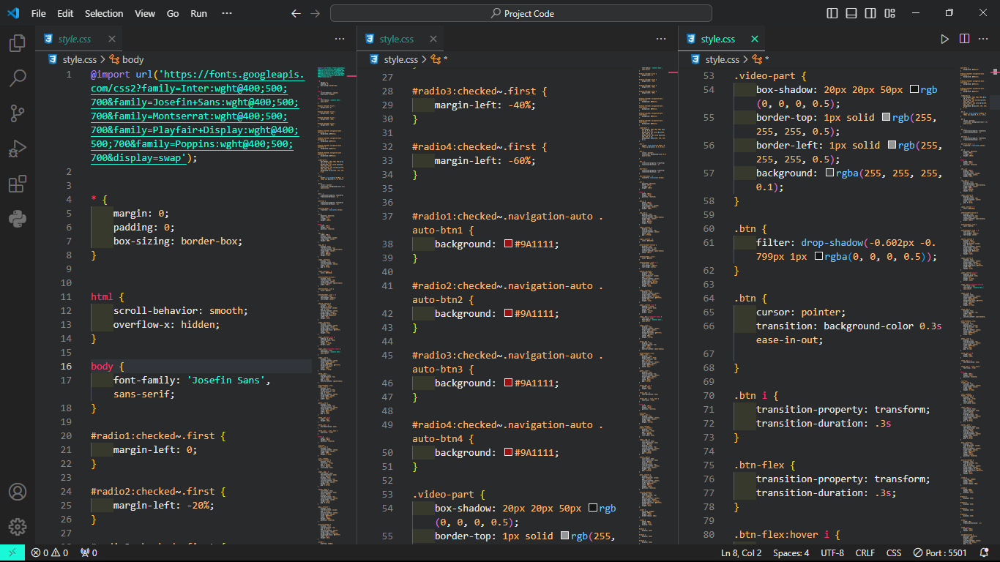 File Edit Selection View Go Run ··· Project Code
style.css
style.css > body
1 @import url('https://fonts.googleapis.
com/css2?family=Inter:wght@400;500;
700&family=Josefin+Sans:wght@400;500;
700&family=Montserrat:wght@400;500;
700&family=Playfair+Display:wght@400;
500;700&family=Poppins:wght@400;500;
700&display=swap');
2
3
4 * {
5 margin: 0;
6 padding: 0;
7 box-sizing: border-box;
8 }
9
10
11 html {
12 scroll-behavior: smooth;
13 overflow-x: hidden;
14 }
15
16 body {
17 font-family: 'Josefin Sans',
sans-serif;
18 }
19
20 #radio1:checked~.first {
21 margin-left: 0;
22 }
23
24 #radio2:checked~.first {
25 margin-left: -20%;
26 }
27
style.css
style.css > *
27
28 #radio3:checked~.first {
29 margin-left: -40%;
30 }
31
32 #radio4:checked~.first {
33 margin-left: -60%;
34 }
35
36
37 #radio1:checked~.navigation-auto .
auto-btn1 {
38 background: #9A1111;
39 }
40
41 #radio2:checked~.navigation-auto .
auto-btn2 {
42 background: #9A1111;
43 }
44
45 #radio3:checked~.navigation-auto .
auto-btn3 {
46 background: #9A1111;
47 }
48
49 #radio4:checked~.navigation-auto .
auto-btn4 {
50 background: #9A1111;
51 }
52
53 .video-part {
54 box-shadow: 20px 20px 50px rgb
(0, 0, 0, 0.5);
55 border-top: 1px solid rgb(255,
style.css
style.css > *
53 .video-part {
54 box-shadow: 20px 20px 50px rgb
(0, 0, 0, 0.5);
55 border-top: 1px solid rgb(255,
255, 255, 0.5);
56 border-left: 1px solid rgb(255,
255, 255, 0.5);
57 background: rgba(255, 255, 255,
0.1);
58 }
59
60 .btn {
61 filter: drop-shadow(-0.602px -0.
799px 1px rgba(0, 0, 0, 0.5));
62 }
63
64 .btn {
65 cursor: pointer;
66 transition: background-color 0.3s
ease-in-out;
67
68 }
69
70 .btn i {
71 transition-property: transform;
72 transition-duration: .3s
73 }
74
75 .btn-flex {
76 transition-property: transform;
77 transition-duration: .3s;
78 }
79
80 .btn-flex:hover i {
0 0 0 Ln 8, Col 2 Spaces: 4 UTF-8 CRLF CSS Port : 5501